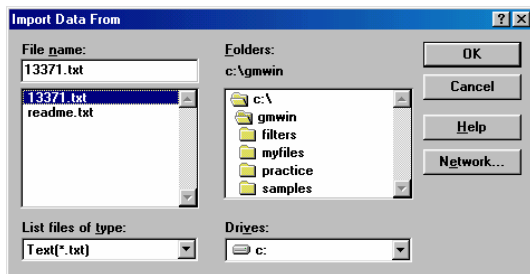 Import Data From
File name:
13371.txt
13371.txt
readme.txt
List files of type:
Text(*.txt)
Folders:
c:\gmwin
c:\
gmwin
filters
myfiles
practice
samples
Drives:
c:
OK
Cancel
Help
Network...